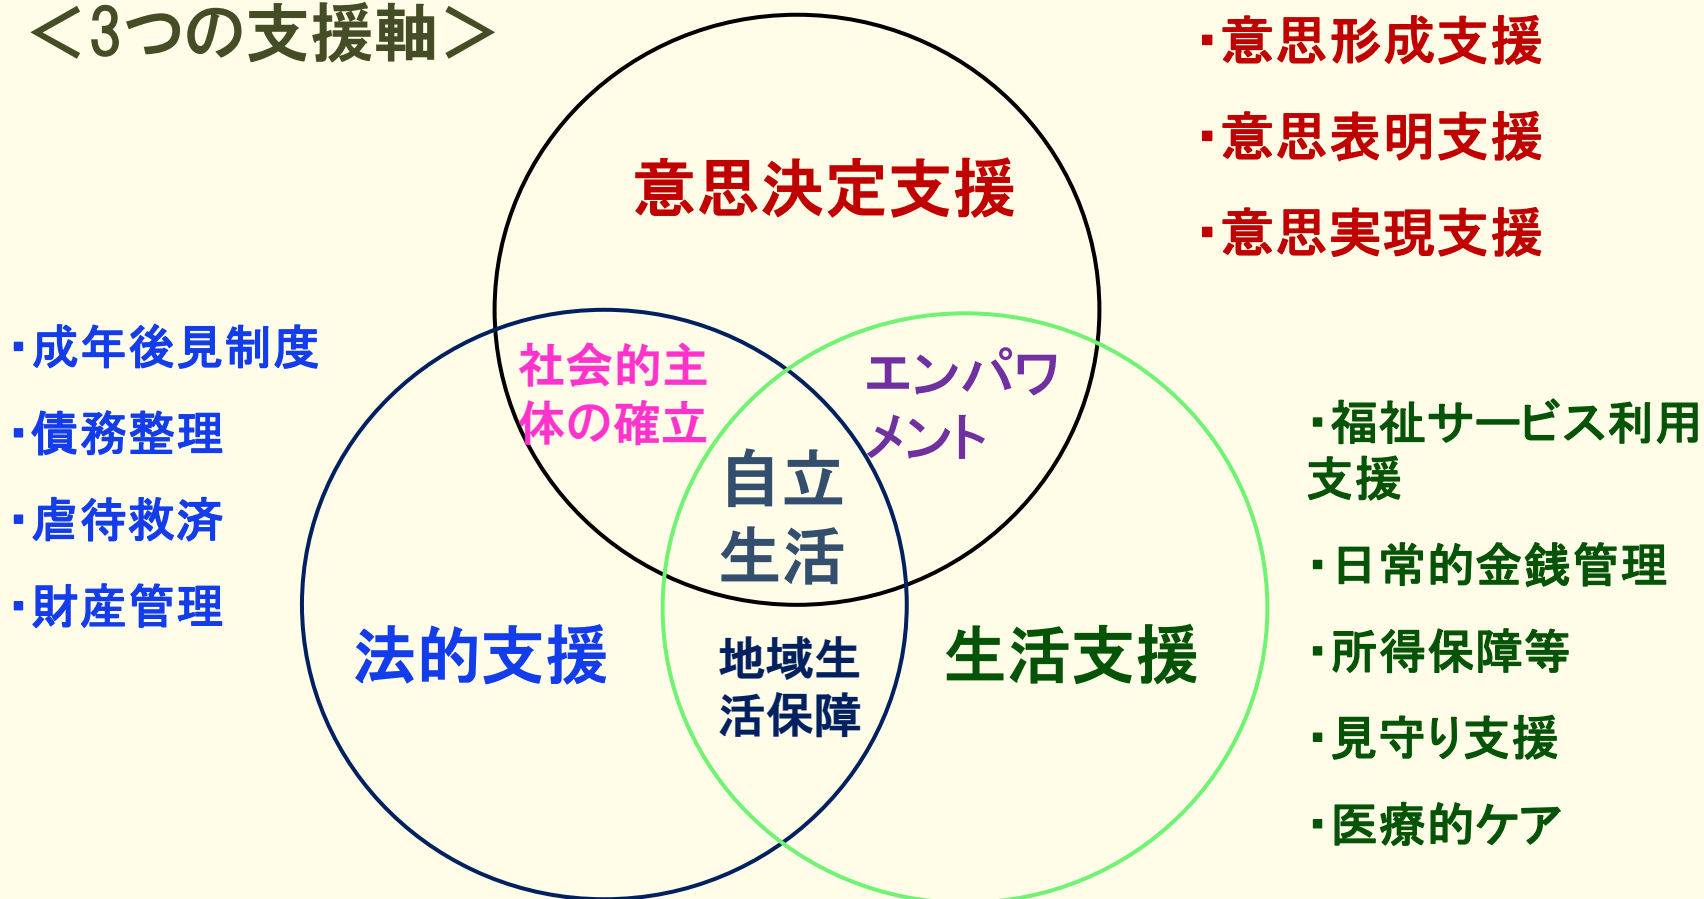 ＜3つの支援軸＞
・意思形成支援
・意思表明支援
・意思実現支援
意思決定支援
・成年後見制度
・債務整理
・虐待救済
・財産管理
社会的主
体の確立
エンパワ
メント
自立
生活
・福祉サービス利用
支援
・日常的金銭管理
・所得保障等
・見守り支援
・医療的ケア
法的支援
地域生
活保障
生活支援